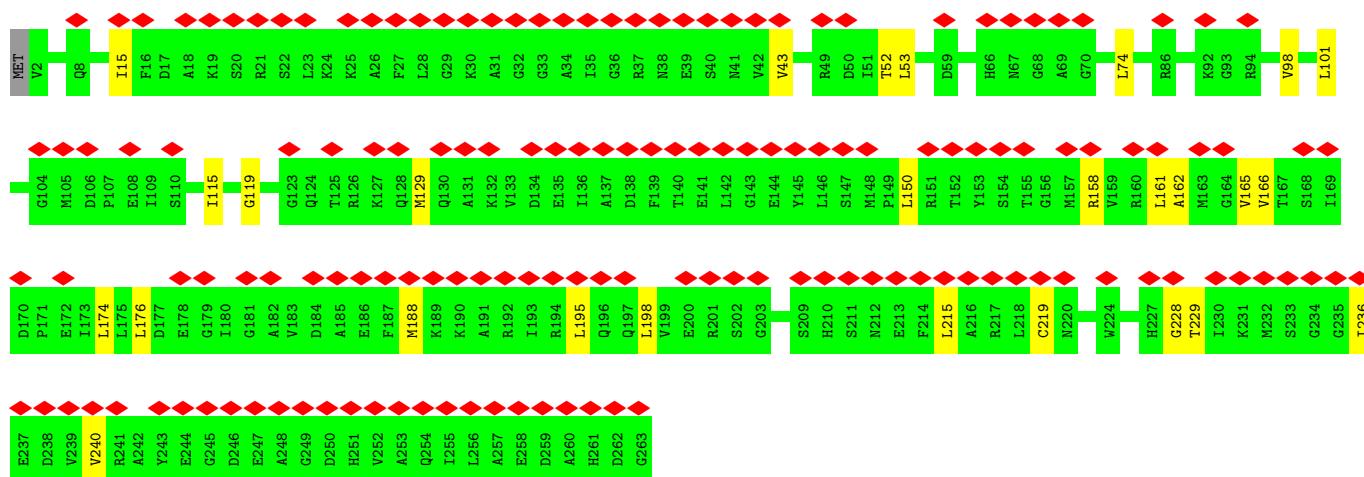 MET V2 Q8 I15 F16 D17 A18 K19 S20 R21 S22 L23 K24 K25 A26 F27 L28 G29 K30 A31 G32 G33 A34 I35 G36 R37 N38 E39 S40 N41 V42 V43 R49 D50 I51 T52 L53 D59 H66 N67 G68 A69 G70 L74 R86 K92 G93 R94 V98 L101
G104 M105 D106 P107 E108 I109 S110 I115 G119 G123 Q124 T125 R126 K127 Q128 M129 Q130 A131 K132 V133 D134 E135 I136 A137 D138 F139 T140 E141 L142 G143 E144 Y145 L146 S147 M148 P149 L150 R151 T152 Y153 S154 T155 G156 M157 R158 V159 R160 L161 A162 M163 G164 V165 V166 T167 S168 I169
D170 P171 E172 I173 L174 L175 L176 D177 E178 G179 I180 G181 A182 V183 D184 A185 E186 F187 M188 K189 K190 A191 R192 I193 R194 L195 Q196 Q197 L198 V199 E200 R201 S202 G203 S209 H210 S211 N212 E213 F214 L215 A216 R217 L218 C219 N220 W224 H227 G228 T229 I230 K231 M232 S233 G234 G235 I236
E237 D238 V239 V240 R241 A242 Y243 E244 G245 D246 E247 A248 G249 D250 H251 V252 A253 Q254 I255 L256 A257 E258 D259 A260 H261 D262 G263